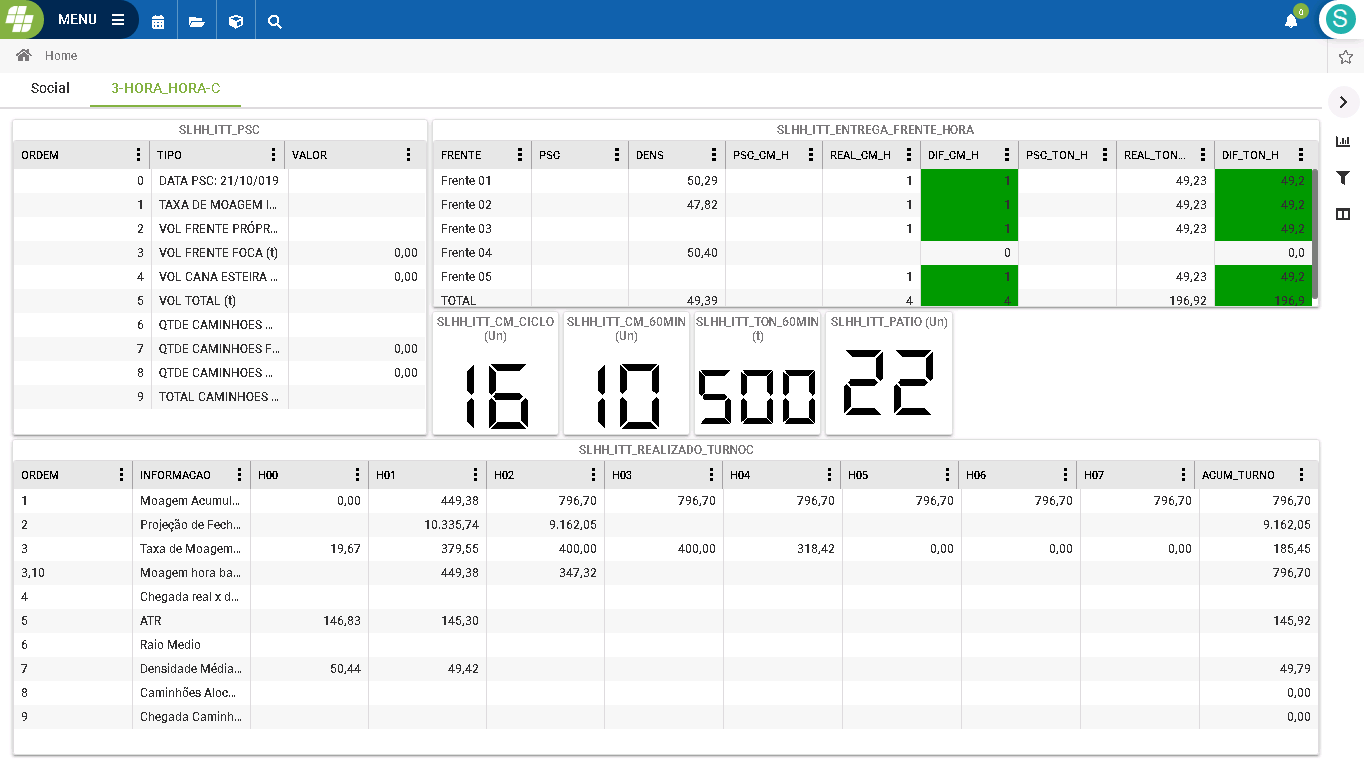 MENU
0
S
Home
Social 3-HORA_HORA-C
SLHH_ITT_PSC
ORDEM TIPO VALOR
0 DATA PSC: 21/10/019
1 TAXA DE MOAGEM I...
2 VOL FRENTE PRÓPR...
3 VOL FRENTE FOCA (t) 0,00
4 VOL CANA ESTEIRA ... 0,00
5 VOL TOTAL (t)
6 QTDE CAMINHOES ...
7 QTDE CAMINHOES F... 0,00
8 QTDE CAMINHOES ... 0,00
9 TOTAL CAMINHOES ...
SLHH_ITT_ENTREGA_FRENTE_HORA
FRENTE PSC DENS PSC_CM_H REAL_CM_H DIF_CM_H PSC_TON_H REAL_TON... DIF_TON_H
Frente 01 50,29 1 1 49,23 49,2
Frente 02 47,82 1 1 49,23 49,2
Frente 03 1 1 49,23 49,2
Frente 04 50,40 0 0,0
Frente 05 1 1 49,23 49,2
TOTAL 49,39 4 4 196,92 196,9
SLHH_ITT_CM_CICLO
(Un)
16
SLHH_ITT_CM_60MIN
(Un)
10
SLHH_ITT_TON_60MIN
(t)
500
SLHH_ITT_PATIO (Un)
22
SLHH_ITT_REALIZADO_TURNOC
ORDEM INFORMACAO H00 H01 H02 H03 H04 H05 H06 H07 ACUM_TURNO
1 Moagem Acumul... 0,00 449,38 796,70 796,70 796,70 796,70 796,70 796,70 796,70
2 Projeção de Fech... 10.335,74 9.162,05 9.162,05
3 Taxa de Moagem... 19,67 379,55 400,00 400,00 318,42 0,00 0,00 0,00 185,45
3,10 Moagem hora ba... 449,38 347,32 796,70
4 Chegada real x d...
5 ATR 146,83 145,30 145,92
6 Raio Medio
7 Densidade Média... 50,44 49,42 49,79
8 Caminhões Aloc... 0,00
9 Chegada Caminh... 0,00